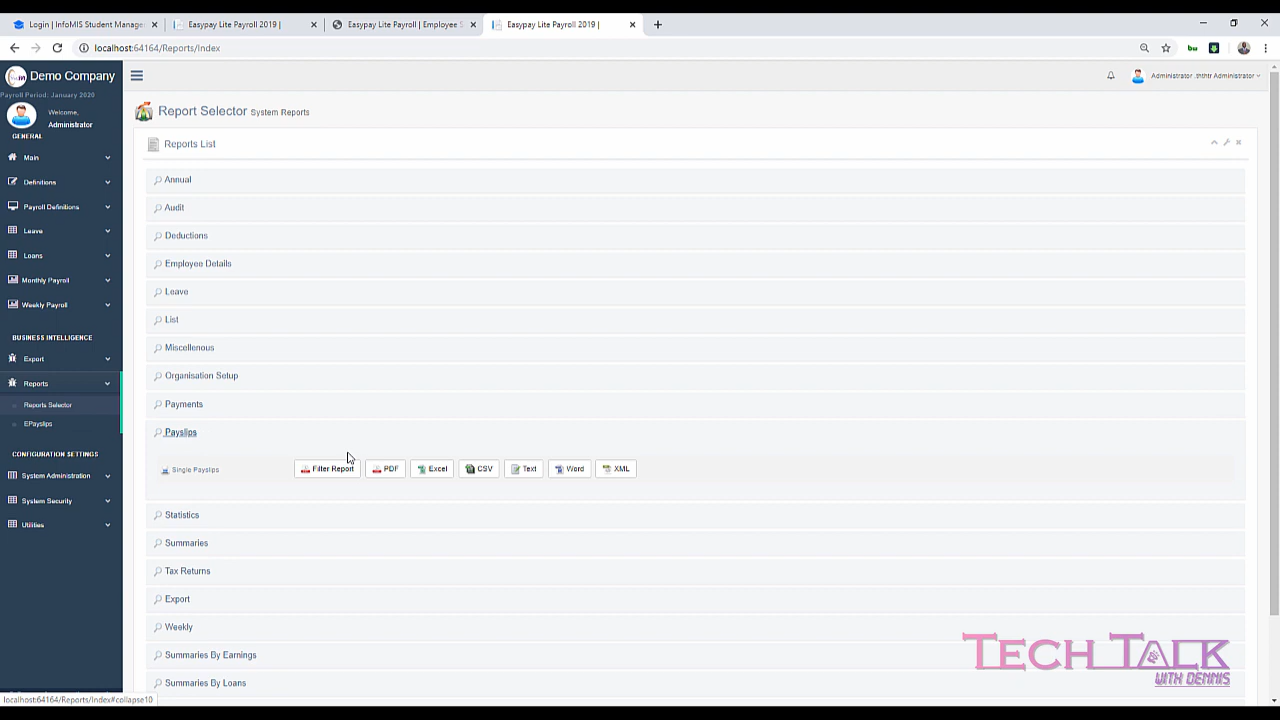 Login | InfoMIS Student Manage
Easypay Lite Payroll 2019 |
Easypay Lite Payroll | Employee S
Easypay Lite Payroll 2019 |
localhost:64164/Reports/Index
Demo Company
Payroll Period: January 2020
Welcome,
Administrator
GENERAL
Main
Definitions
Payroll Definitions
Leave
Loans
Monthly Payroll
Weekly Payroll
BUSINESS INTELLIGENCE
Export
Reports
Reports Selector
EPayslips
CONFIGURATION SETTINGS
System Administration
System Security
Utilities
localhost:64164/Reports/Index#collapse10
Administrator .ththtr Administrator
Report Selector System Reports
Reports List
Annual
Audit
Deductions
Employee Details
Leave
List
Miscellenous
Organisation Setup
Payments
Payslips
Single Payslips Filter Report PDF Excel CSV Text Word XML
Statistics
Summaries
Tax Returns
Export
Weekly
Summaries By Earnings
Summaries By Loans
TECH TALK
WITH DENNIS